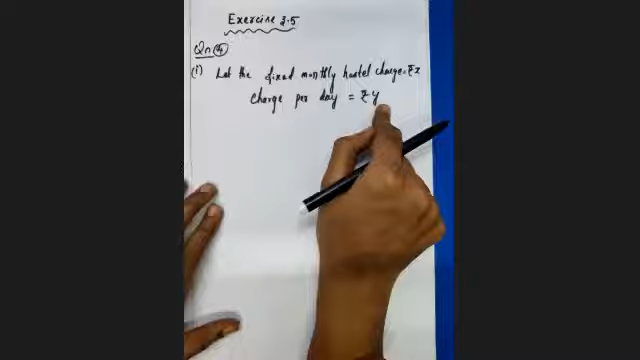 Exercise 3.5
Qn (4)
(i) Let the fixed monthly hostel charge = ₹x
Charge per day = ₹y